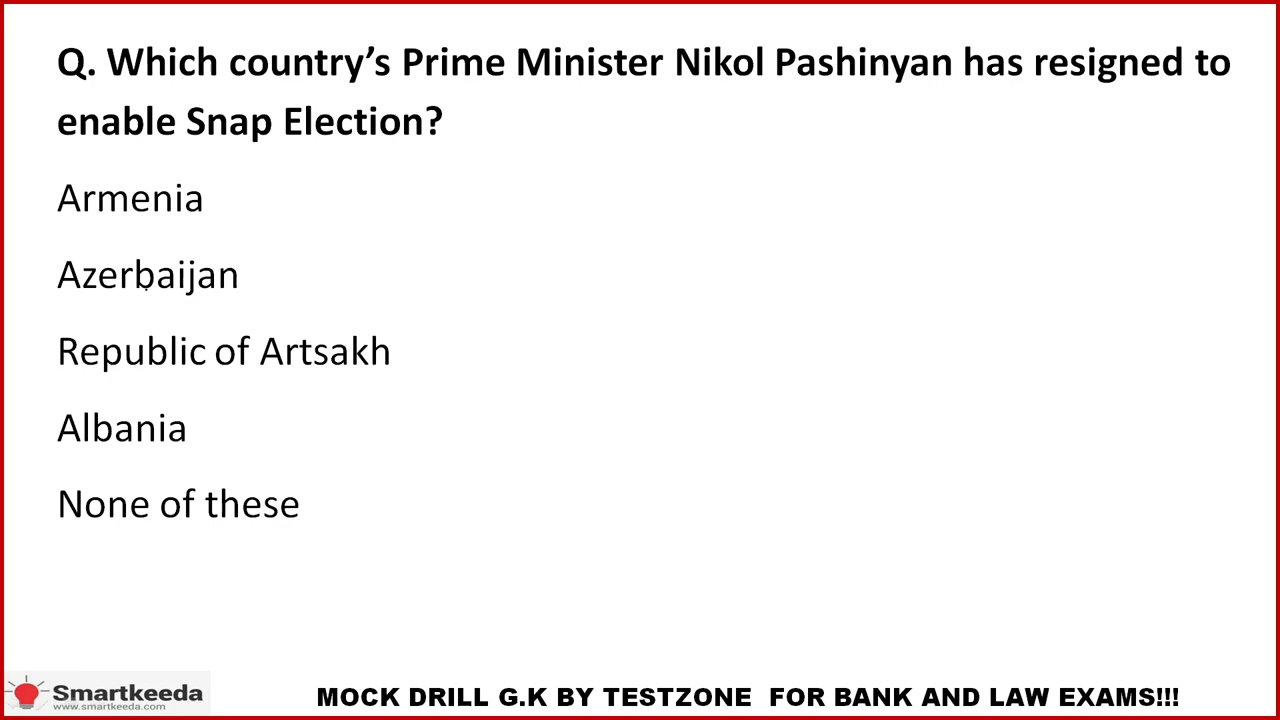 Q. Which country’s Prime Minister Nikol Pashinyan has resigned to
enable Snap Election?
Armenia
Azerbaijan
Republic of Artsakh
Albania
None of these
Smartkeeda
www.smartkeeda.com
MOCK DRILL G.K BY TESTZONE FOR BANK AND LAW EXAMS!!!